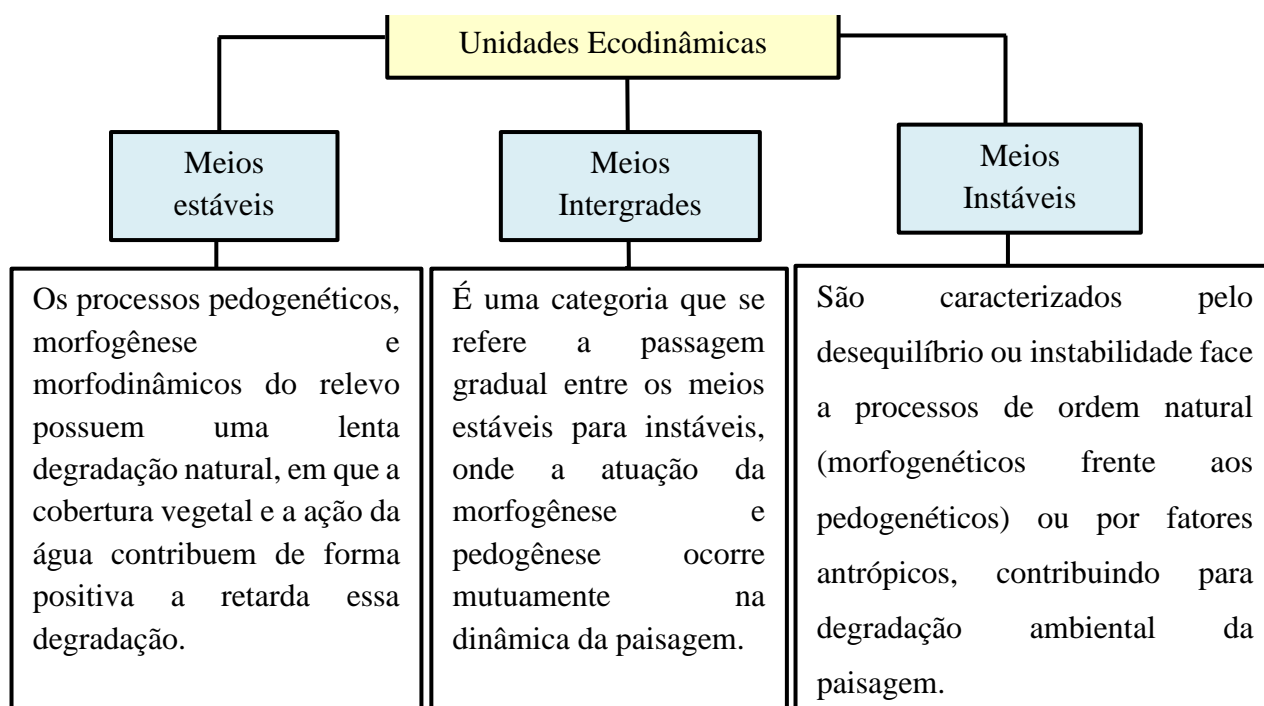 Unidades Ecodinâmicas
Meios
estáveis
Meios
Intergrades
Meios
Instáveis
Os processos pedogenéticos,
morfogênese e
morfodinâmicos do relevo
possuem uma lenta
degradação natural, em que a
cobertura vegetal e a ação da
água contribuem de forma
positiva a retarda essa
degradação.
É uma categoria que se
refere a passagem
gradual entre os meios
estáveis para instáveis,
onde a atuação da
morfogênese e
pedogênese ocorre
mutuamente na
dinâmica da paisagem.
São caracterizados pelo
desequilíbrio ou instabilidade face
a processos de ordem natural
(morfogenéticos frente aos
pedogenéticos) ou por fatores
antrópicos, contribuindo para
degradação ambiental da
paisagem.